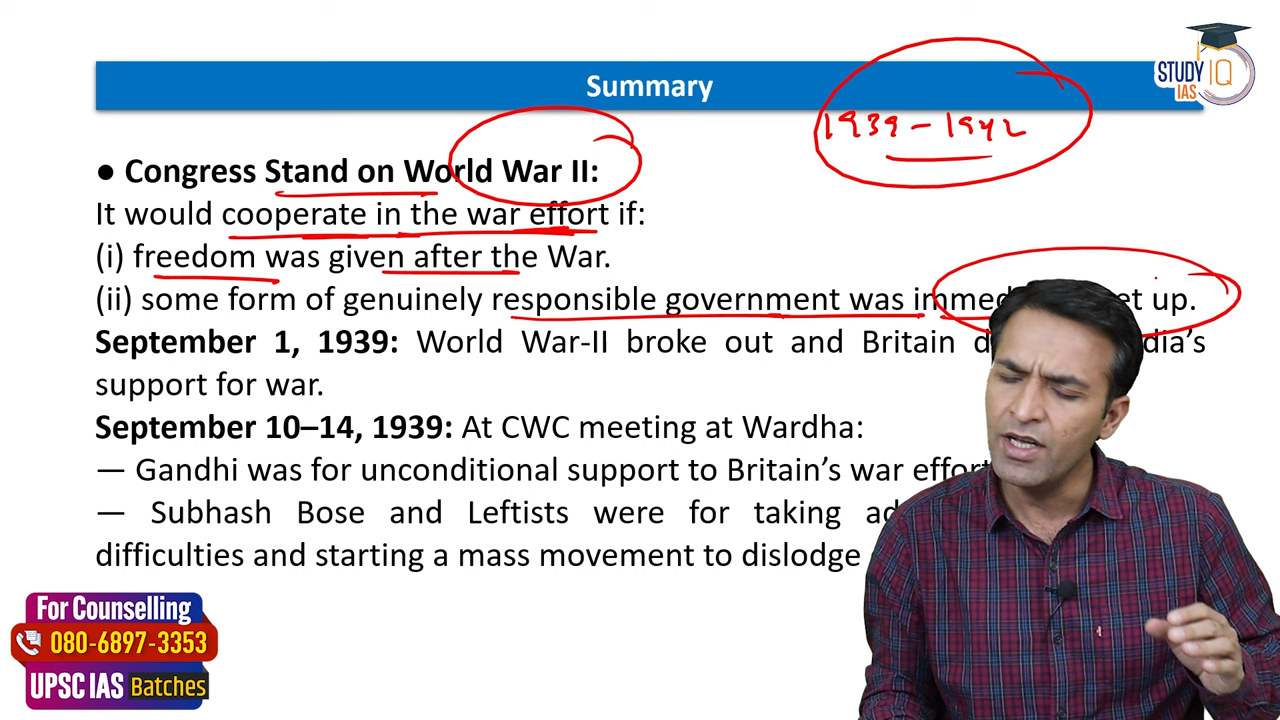 STUDY IQ
IAS
Summary
1939 - 1942
● Congress Stand on World War II:
It would cooperate in the war effort if:
(i) freedom was given after the War.
(ii) some form of genuinely responsible government was up.
September 1, 1939: World War-II broke out and Britain
support for war.
September 10–14, 1939: At CWC meeting at Wardha:
— Gandhi was for unconditional support to Britain's war effort
— Subhash Bose and Leftists were for taking
difficulties and starting a mass movement to dislodge
For Counselling
080-6897-3353
UPSC IAS Batches